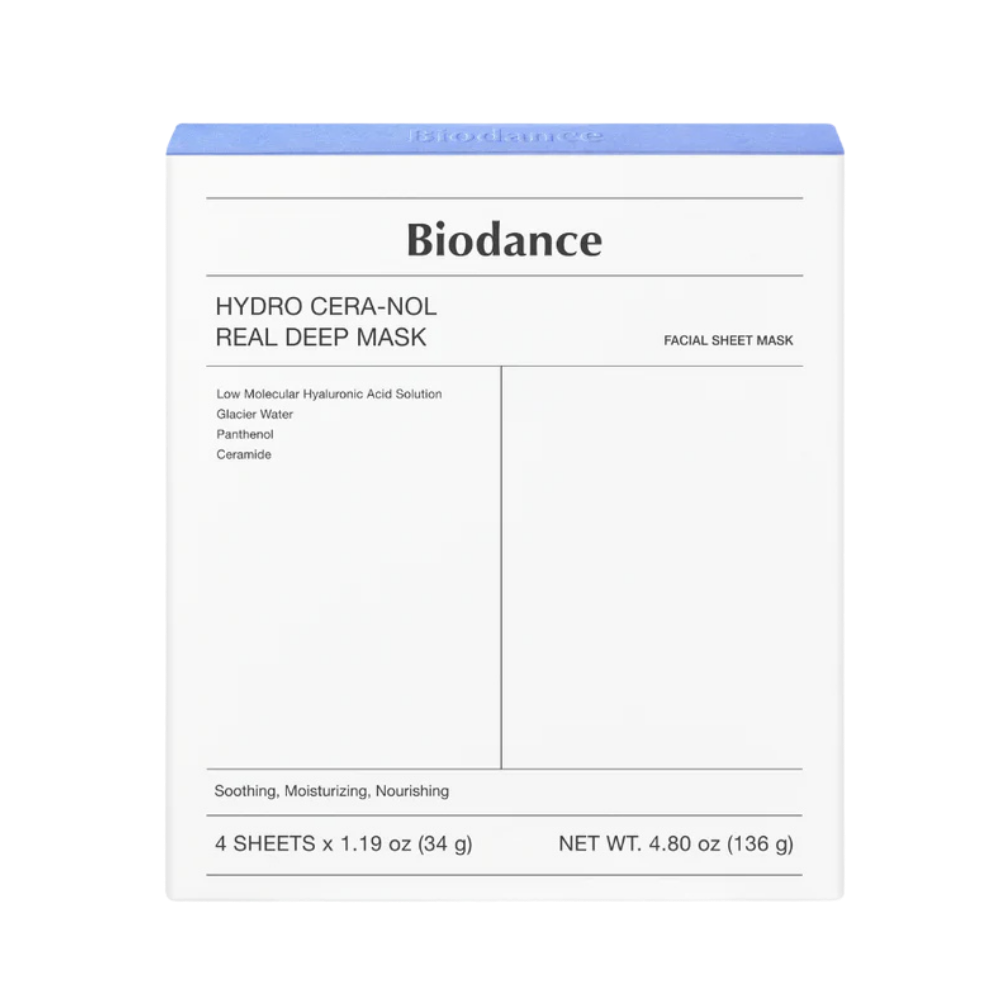 Biodance
Biodance
HYDRO CERA-NOL
REAL DEEP MASK
FACIAL SHEET MASK
Low Molecular Hyaluronic Acid Solution
Glacier Water
Panthenol
Ceramide
Soothing, Moisturizing, Nourishing
4 SHEETS x 1.19 oz (34 g)
NET WT. 4.80 oz (136 g)